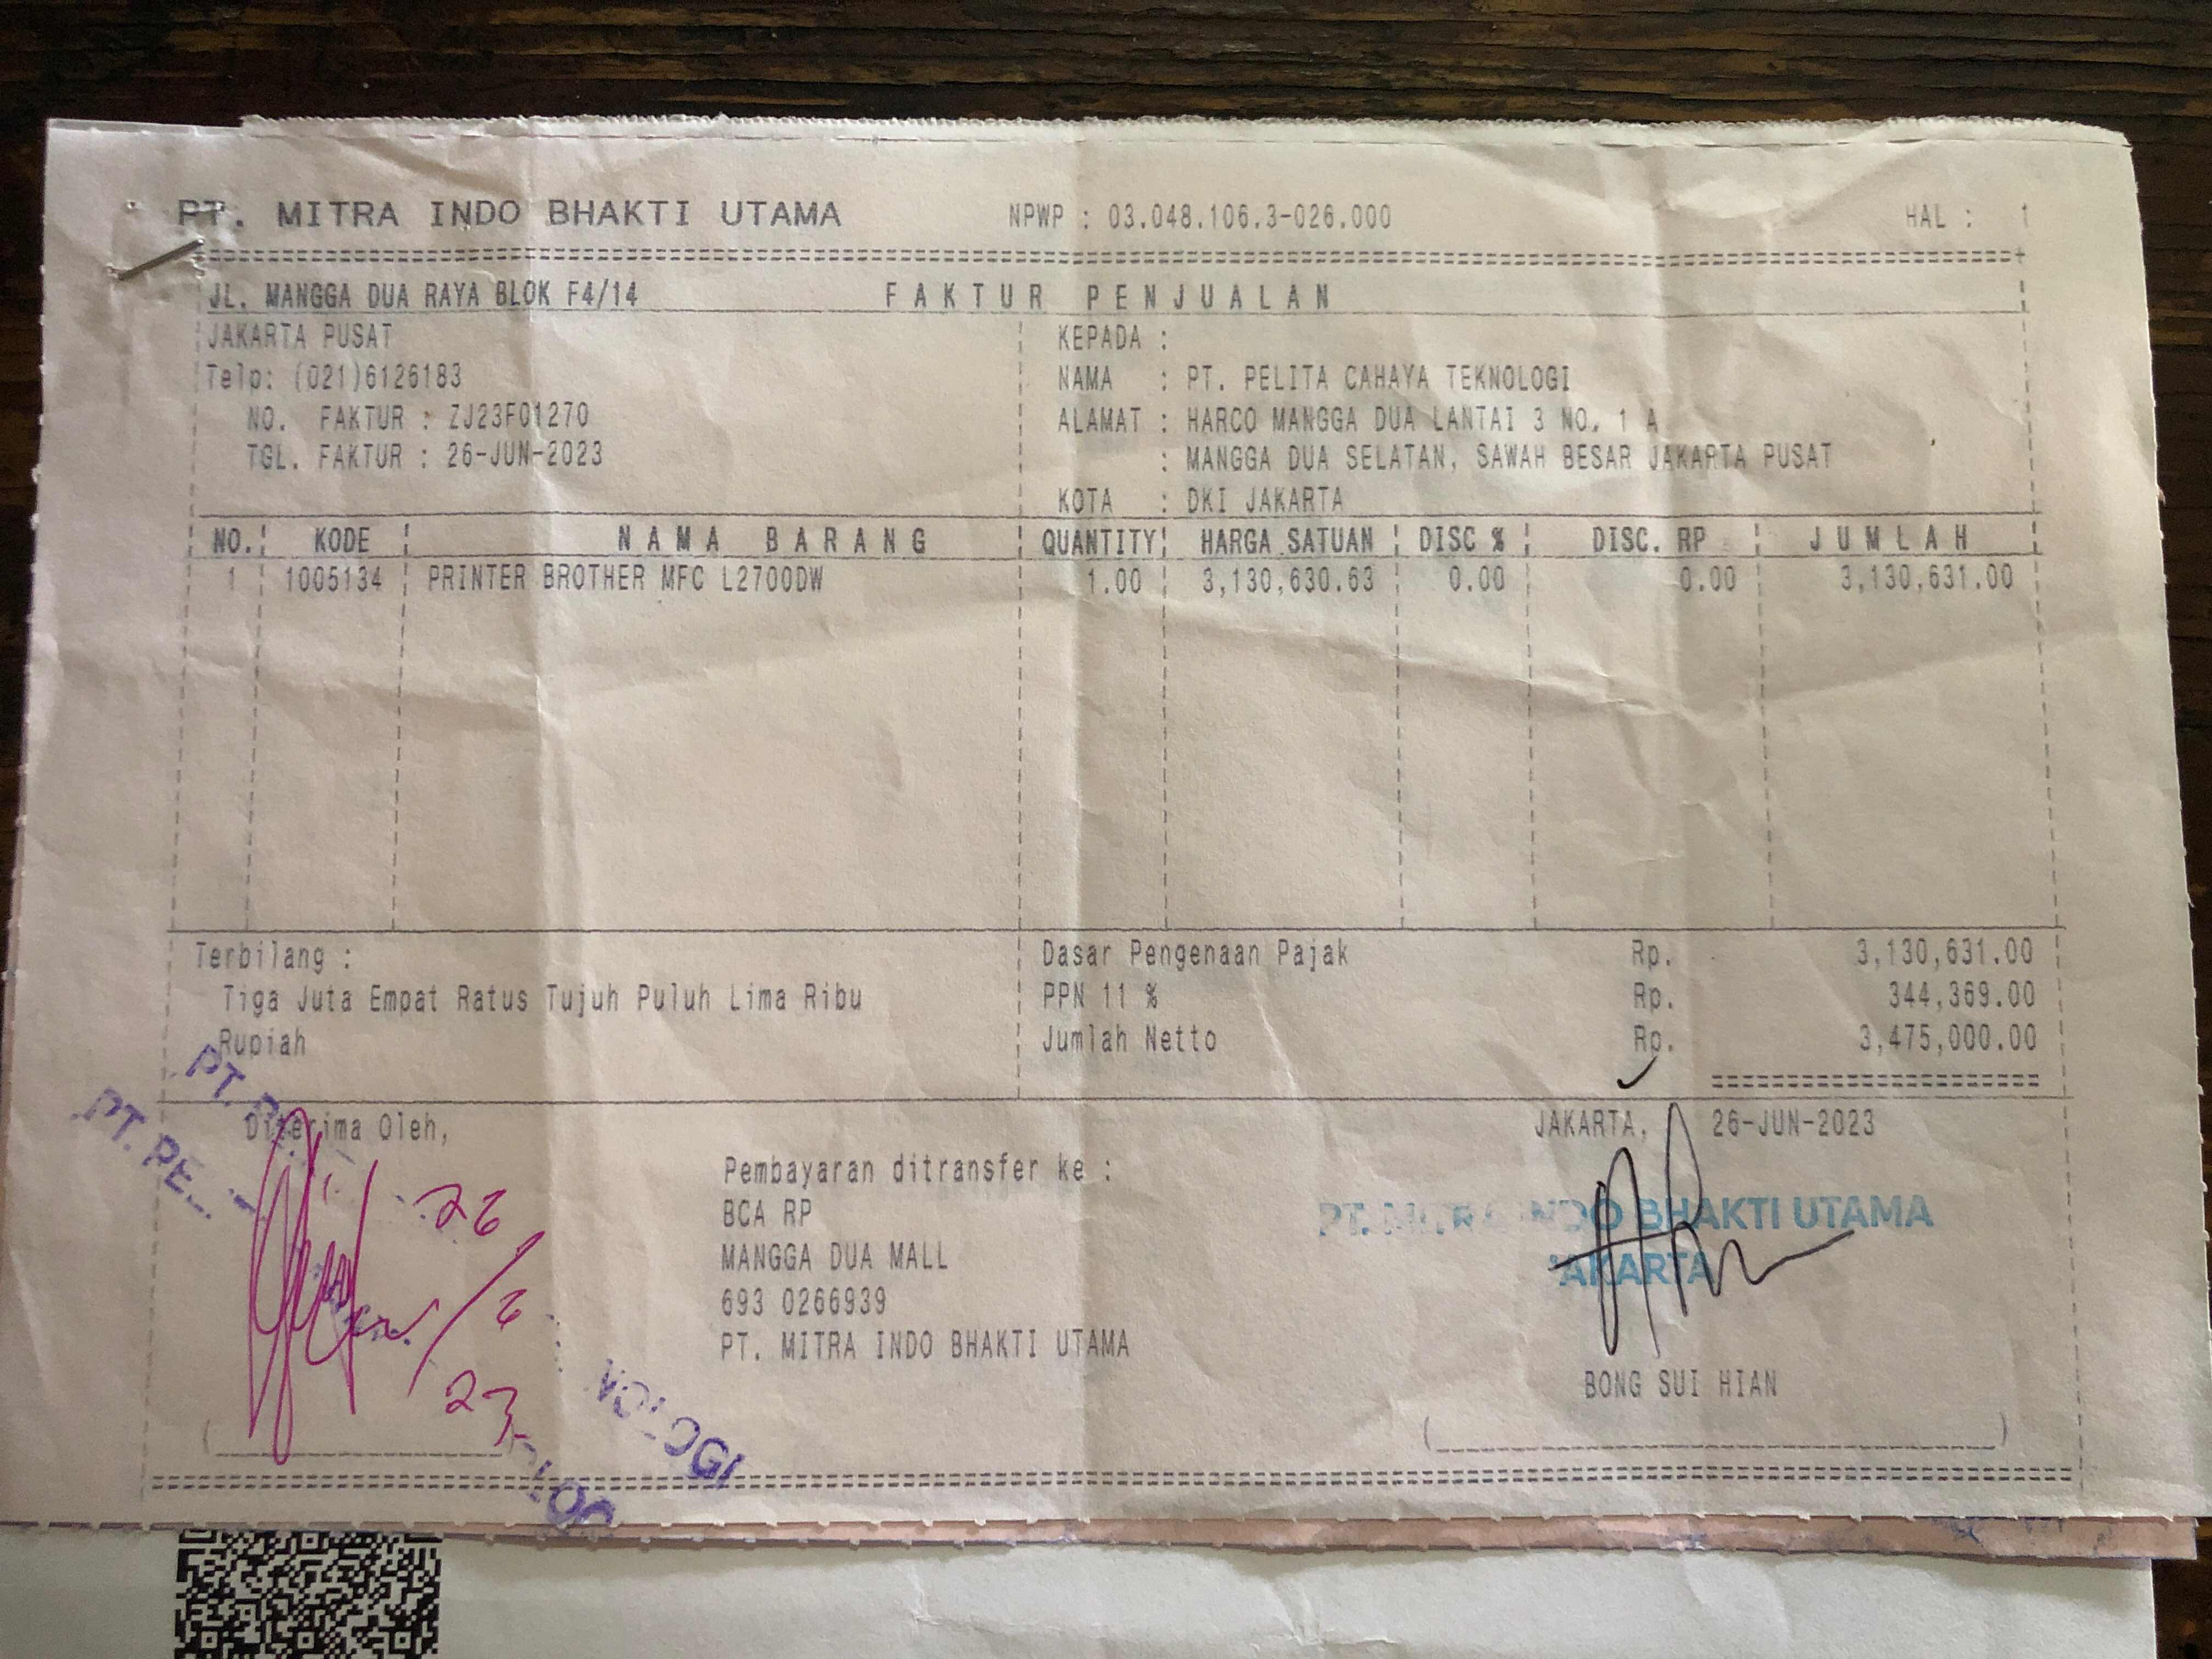 PT. MITRA INDO BHAKTI UTAMA NPWP : 03.048.106.3-026.000 HAL : 1
JL. MANGGA DUA RAYA BLOK F4/14 FAKTUR PENJUALAN
JAKARTA PUSAT KEPADA :
Telp: (021)6126183 NAMA : PT. PELITA CAHAYA TEKNOLOGI
NO. FAKTUR : ZJ23F01270 ALAMAT : HARCO MANGGA DUA LANTAI 3 NO. 1 A
TGL. FAKTUR : 26-JUN-2023 : MANGGA DUA SELATAN, SAWAH BESAR JAKARTA PUSAT
KOTA : DKI JAKARTA
NO. KODE NAMA BARANG QUANTITY HARGA SATUAN DISC % DISC. RP JUMLAH
1 1005134 PRINTER BROTHER MFC L2700DW 1.00 3,130,630.63 0.00 0.00 3,130,631.00
Terbilang : Dasar Pengenaan Pajak Rp. 3,130,631.00
Tiga Juta Empat Ratus Tujuh Puluh Lima Ribu PPN 11 % Rp. 344,369.00
Rupiah Jumlah Netto Rp. 3,475,000.00
Diterima Oleh, JAKARTA, 26-JUN-2023
Pembayaran ditransfer ke :
BCA RP
MANGGA DUA MALL
693 0266939
PT. MITRA INDO BHAKTI UTAMA
26/6
23
PT. MITRA INDO BHAKTI UTAMA
JAKARTA
BONG SUI HIAN